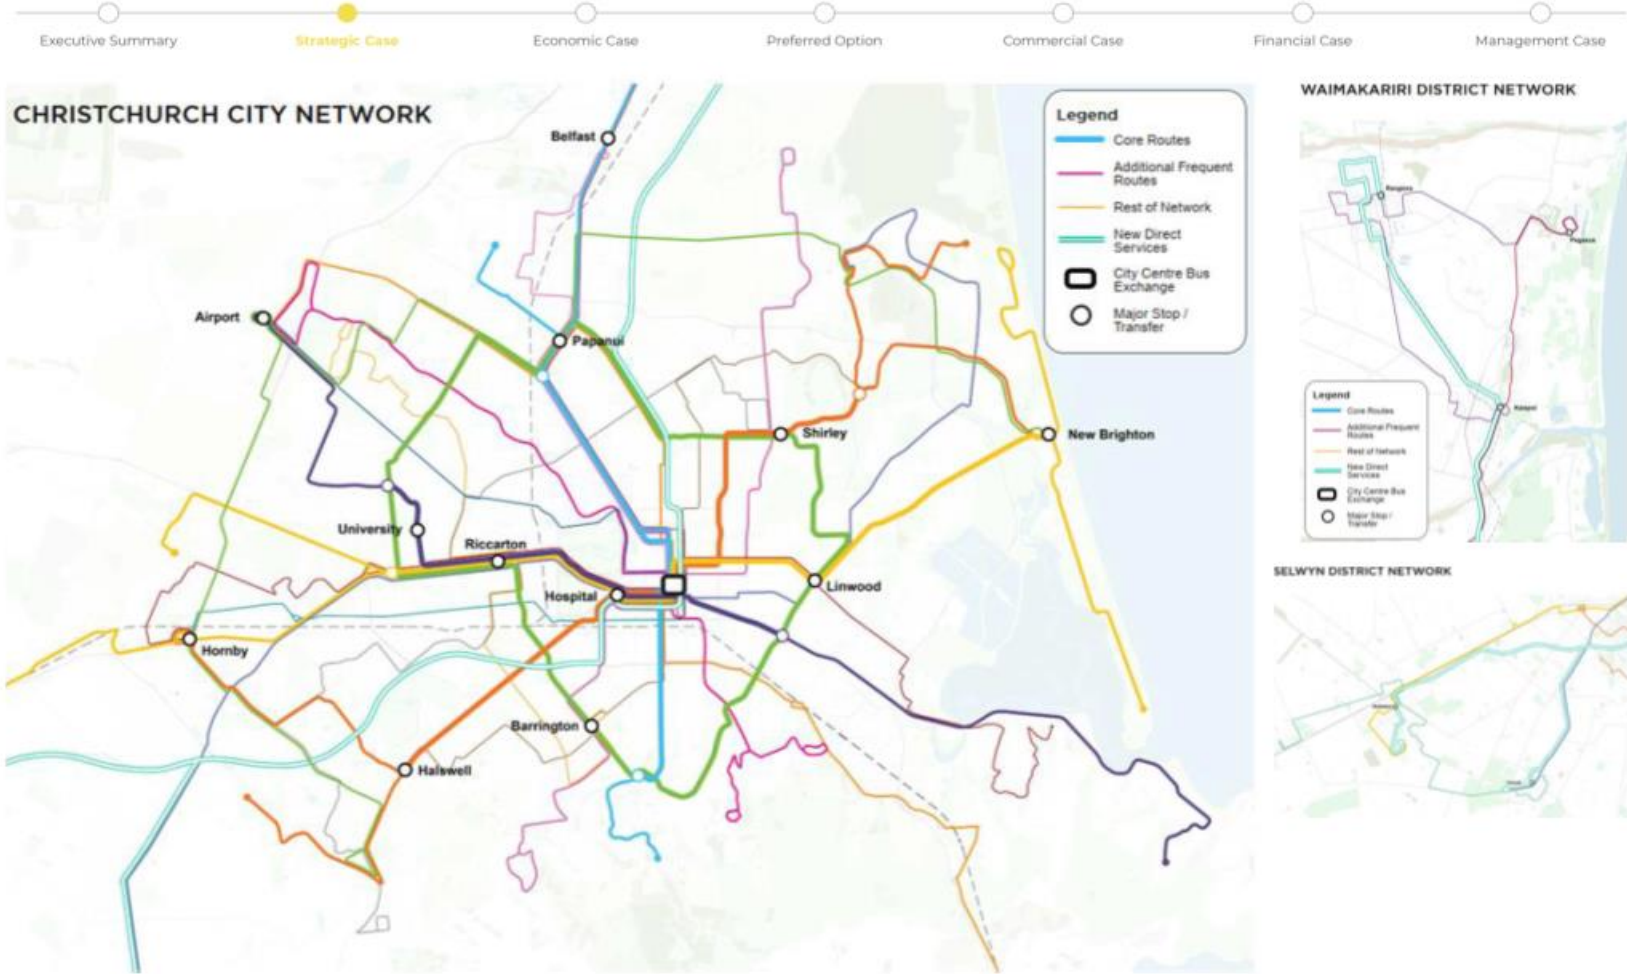 Executive Summary
Strategic Case
Economic Case
Preferred Option
Commercial Case
Financial Case
Management Case
CHRISTCHURCH CITY NETWORK
Belfast
Airport
Papanui
Shirley
New Brighton
University
Riccarton
Hospital
Linwood
Hornby
Barrington
Halswell
Legend
Core Routes
Additional Frequent
Routes
Rest of Network
New Direct
Services
City Centre Bus
Exchange
Major Stop /
Transfer
WAIMAKARIRI DISTRICT NETWORK
Rangiora
Pegasus
Kaiapoi
Legend
Core Routes
Additional Frequent
Routes
Rest of Network
New Direct
Services
City Centre Bus
Exchange
Major Stop /
Transfer
SELWYN DISTRICT NETWORK